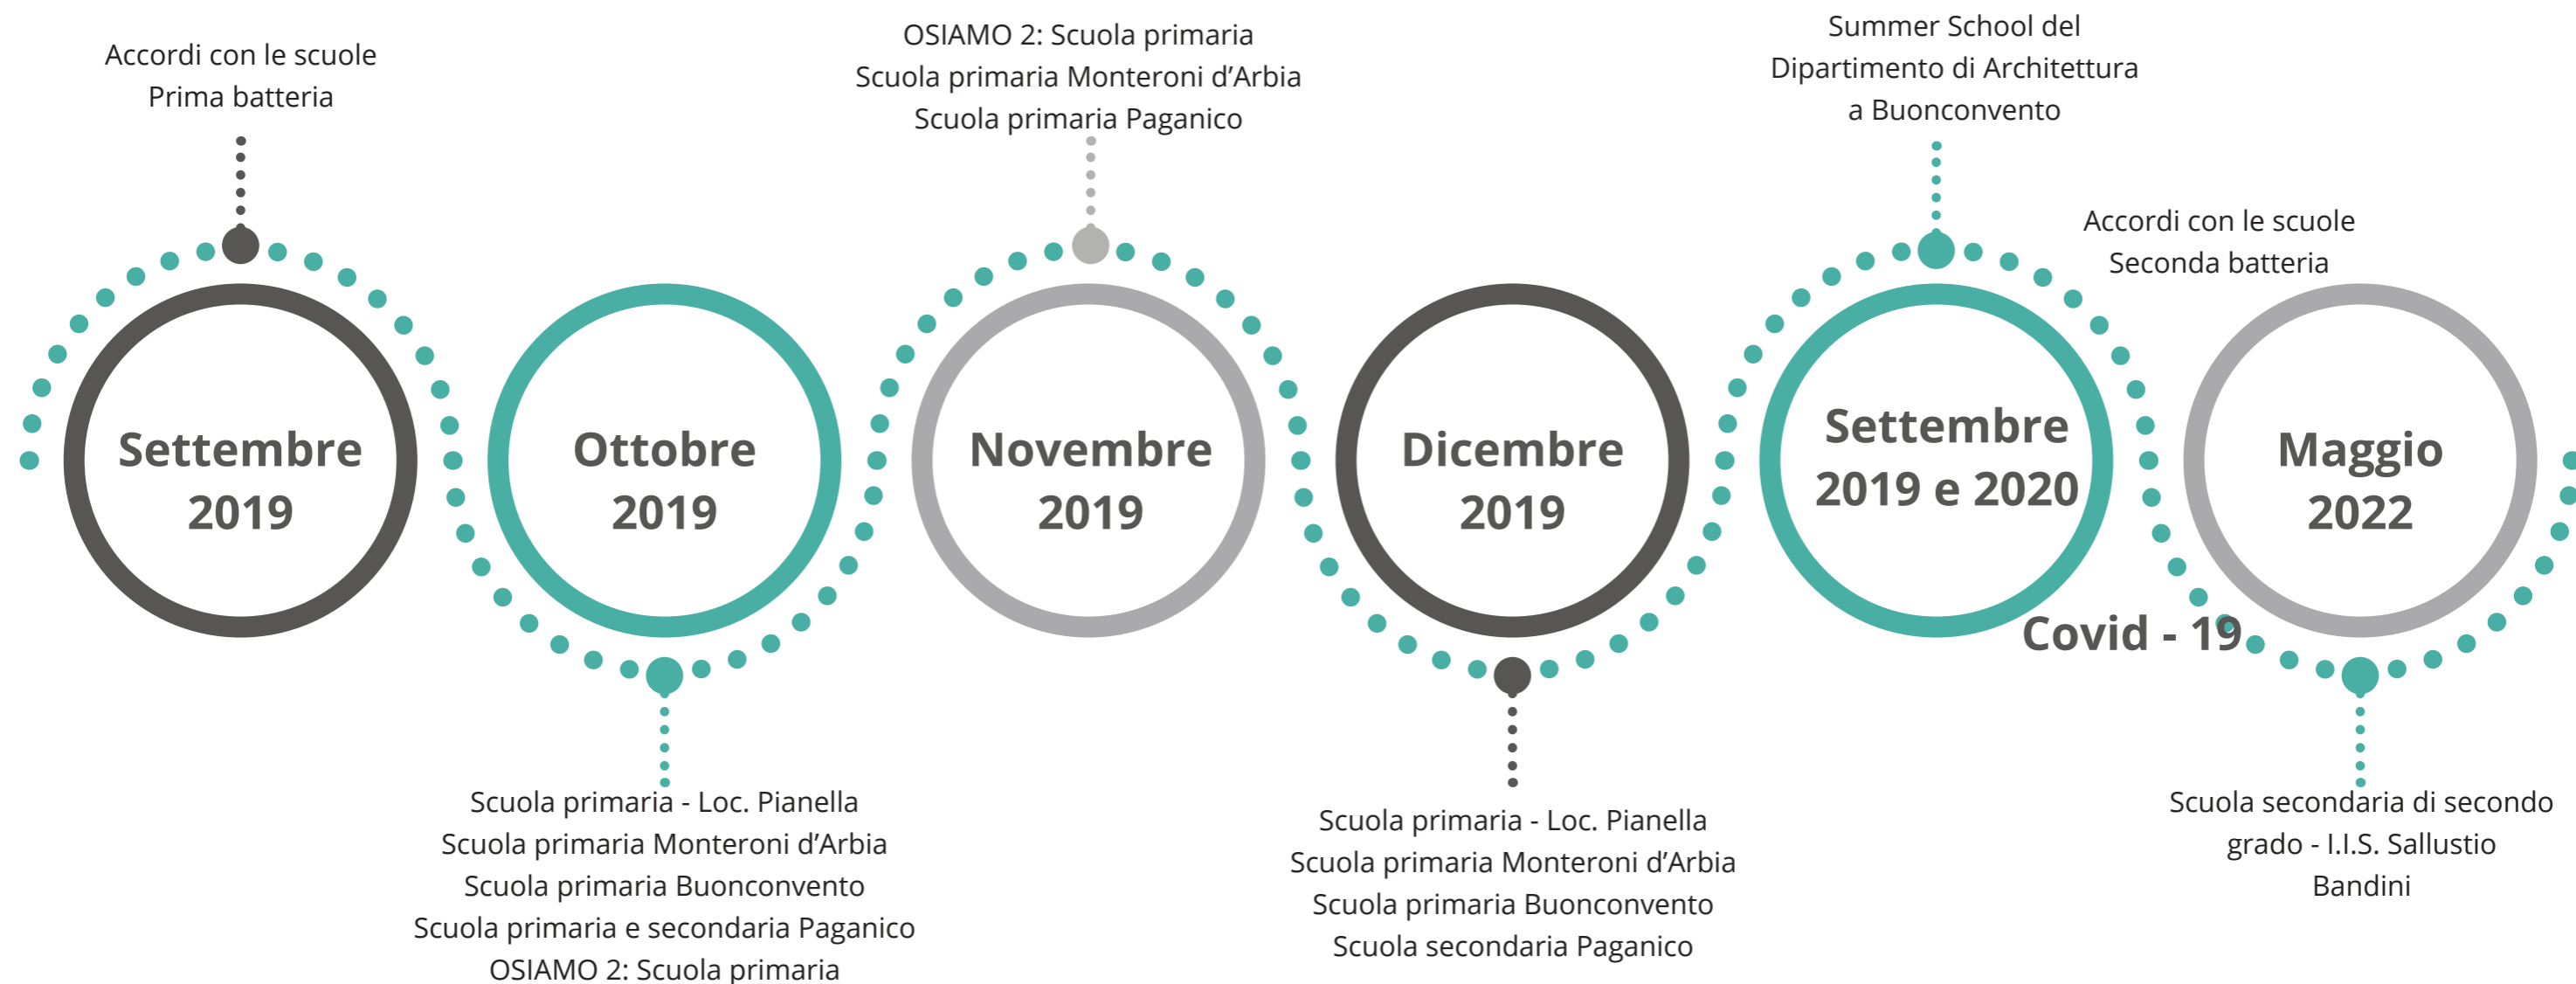 Accordi con le scuole
Prima batteria
Settembre
2019
Ottobre
2019
Scuola primaria - Loc. Pianella
Scuola primaria Monteroni d’Arbia
Scuola primaria Buonconvento
Scuola primaria e secondaria Paganico
OSIAMO 2: Scuola primaria
OSIAMO 2: Scuola primaria
Scuola primaria Monteroni d’Arbia
Scuola primaria Paganico
Novembre
2019
Dicembre
2019
Scuola primaria - Loc. Pianella
Scuola primaria Monteroni d’Arbia
Scuola primaria Buonconvento
Scuola secondaria Paganico
Summer School del
Dipartimento di Architettura
a Buonconvento
Settembre
2019 e 2020
Covid - 19
Accordi con le scuole
Seconda batteria
Maggio
2022
Scuola secondaria di secondo
grado - I.I.S. Sallustio
Bandini